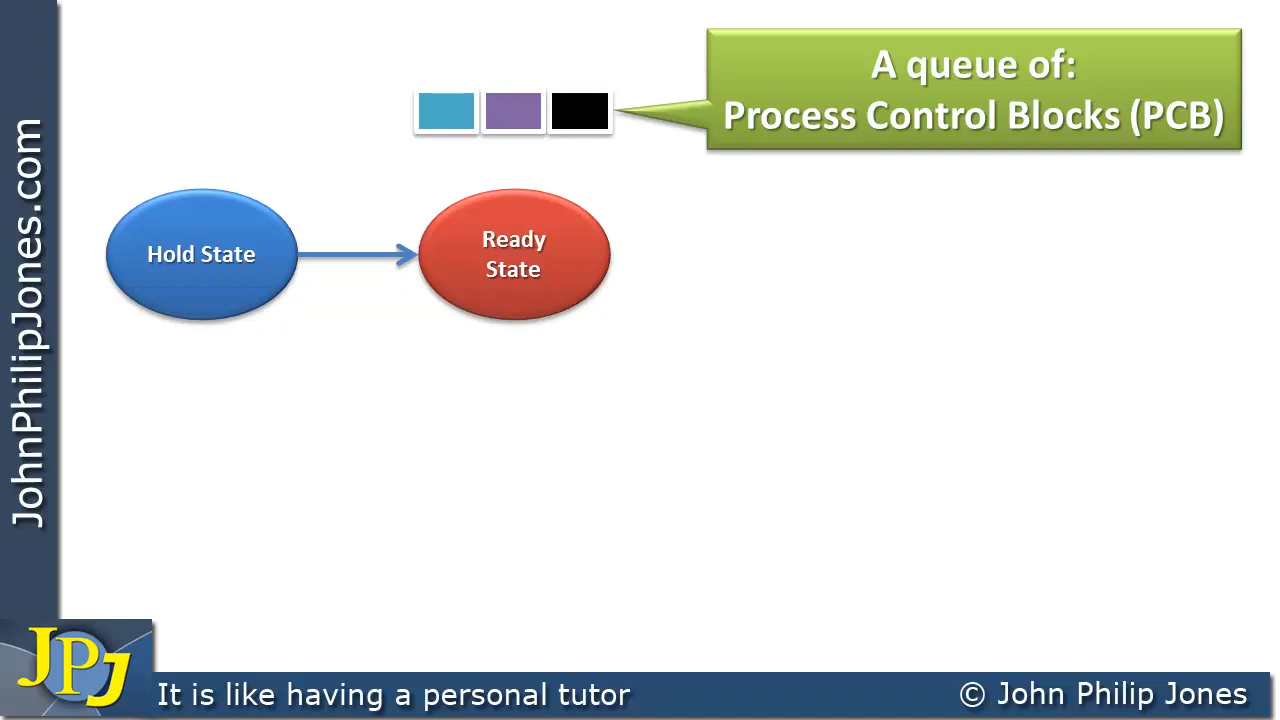 A queue of:
Process Control Blocks (PCB)
Hold State
Ready
State
JohnPhilipJones.com
JPJ
It is like having a personal tutor
© John Philip Jones